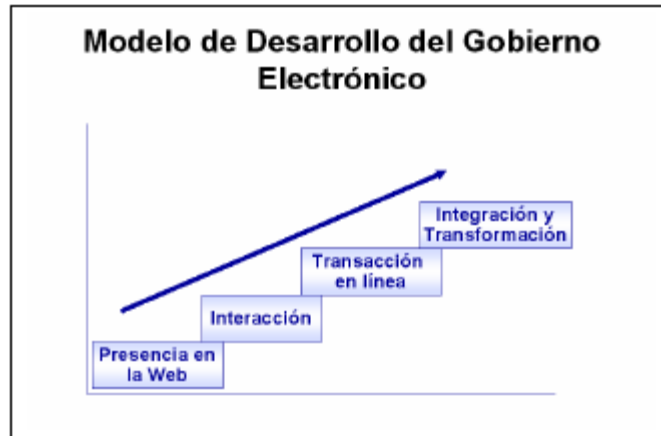 Modelo de Desarrollo del Gobierno
Electrónico
Integración y
Transformación
Transacción
en línea
Interacción
Presencia en
la Web